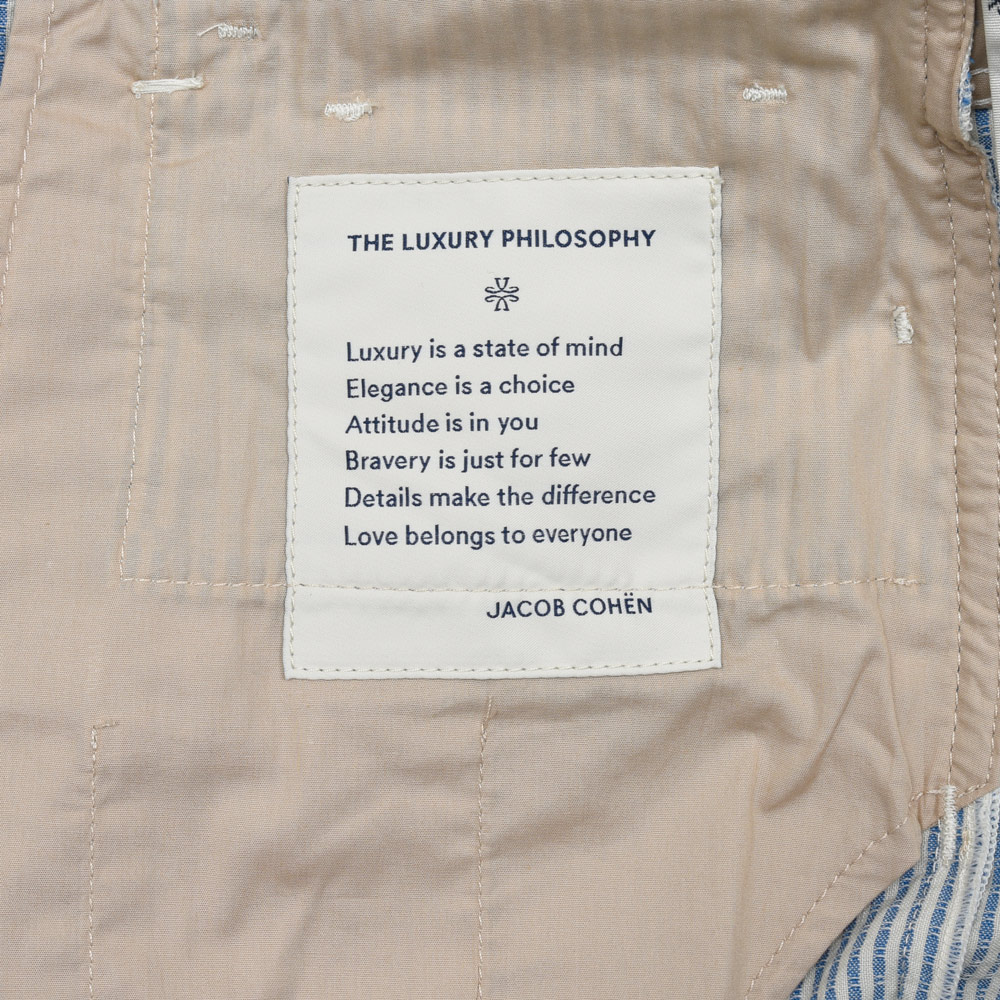 THE LUXURY PHILOSOPHY
Luxury is a state of mind
Elegance is a choice
Attitude is in you
Bravery is just for few
Details make the difference
Love belongs to everyone
JACOB COHËN